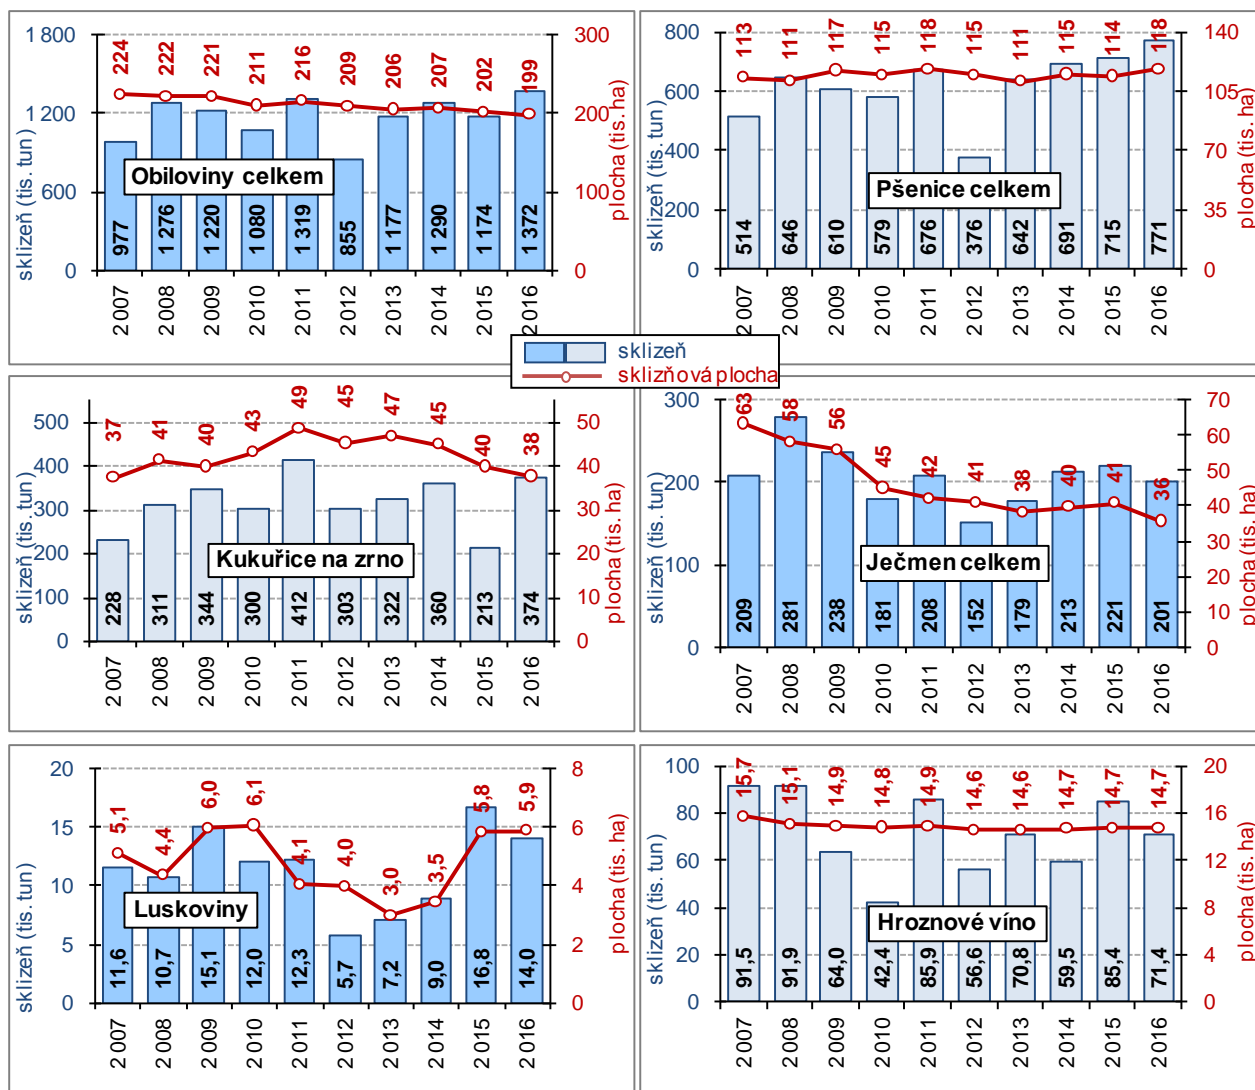 1 800
1200
600
0
sklizeň (tis. tun)
224 222 221 211 216 209 206 207 202 199
300
200
100
0
plocha (tis. ha)
Obiloviny celkem
977 1 276 1 220 1 080 1 319 855 1 177 1 290 1 174 1 372
2007 2008 2009 2010 2011 2012 2013 2014 2015 2016
800
600
400
200
0
sklizeň (tis. tun)
113 111 117 115 118 115 111 115 114 118
140
105
70
35
0
plocha (tis. ha)
Pšenice celkem
514 646 610 579 676 376 642 691 715 771
2007 2008 2009 2010 2011 2012 2013 2014 2015 2016
sklizeň
sklizňová plocha
500
400
300
200
100
0
sklizeň (tis. tun)
37 41 40 43 49 45 47 45 40 38
50
40
30
20
10
0
plocha (tis. ha)
Kukuřice na zrno
228 311 344 300 412 303 322 360 213 374
2007 2008 2009 2010 2011 2012 2013 2014 2015 2016
300
200
100
0
sklizeň (tis. tun)
63 58 56 45 42 41 38 40 41 36
70
60
50
40
30
20
10
0
plocha (tis. ha)
Ječmen celkem
209 281 238 181 208 152 179 213 221 201
2007 2008 2009 2010 2011 2012 2013 2014 2015 2016
20
15
10
5
0
sklizeň (tis. tun)
5,1 4,4 6,0 6,1 4,1 4,0 3,0 3,5 5,8 5,9
8
6
4
2
0
plocha (tis. ha)
Luskoviny
11,6 10,7 15,1 12,0 12,3 5,7 7,2 9,0 16,8 14,0
2007 2008 2009 2010 2011 2012 2013 2014 2015 2016
100
80
60
40
20
0
sklizeň (tis. tun)
15,7 15,1 14,9 14,8 14,9 14,6 14,6 14,7 14,7 14,7
20
16
12
8
4
0
plocha (tis. ha)
Hroznové víno
91,5 91,9 64,0 42,4 85,9 56,6 70,8 59,5 85,4 71,4
2007 2008 2009 2010 2011 2012 2013 2014 2015 2016